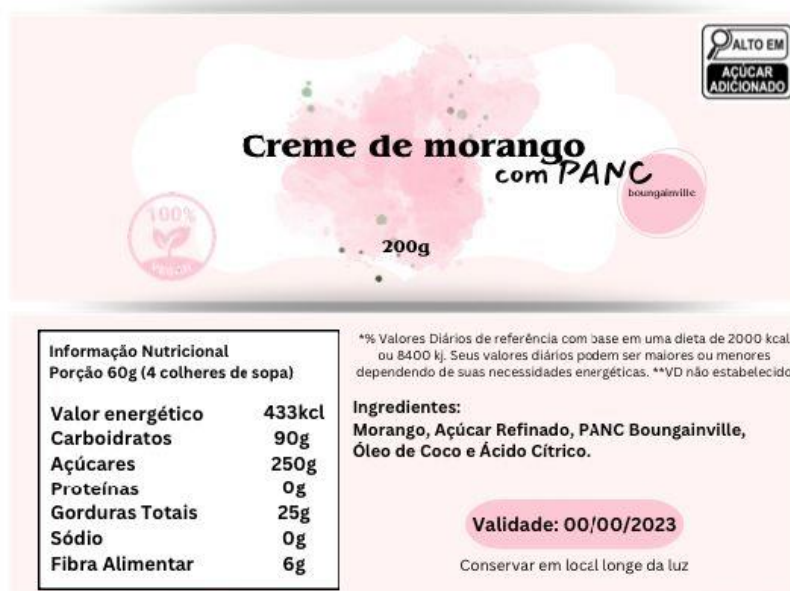 ALTO EM
AÇÚCAR
ADICIONADO
Creme de morango
com PANC
boungainville
100%
VEGAN
200g
Informação Nutricional
Porção 60g (4 colheres de sopa)
Valor energético 433kcl
Carboidratos 90g
Açúcares 250g
Proteínas 0g
Gorduras Totais 25g
Sódio 0g
Fibra Alimentar 6g
*% Valores Diários de referência com base em uma dieta de 2000 kcal
ou 8400 kj. Seus valores diários podem ser maiores ou menores
dependendo de suas necessidades energéticas. **VD não estabelecido
Ingredientes:
Morango, Açúcar Refinado, PANC Boungainville,
Óleo de Coco e Ácido Cítrico.
Validade: 00/00/2023
Conservar em local longe da luz